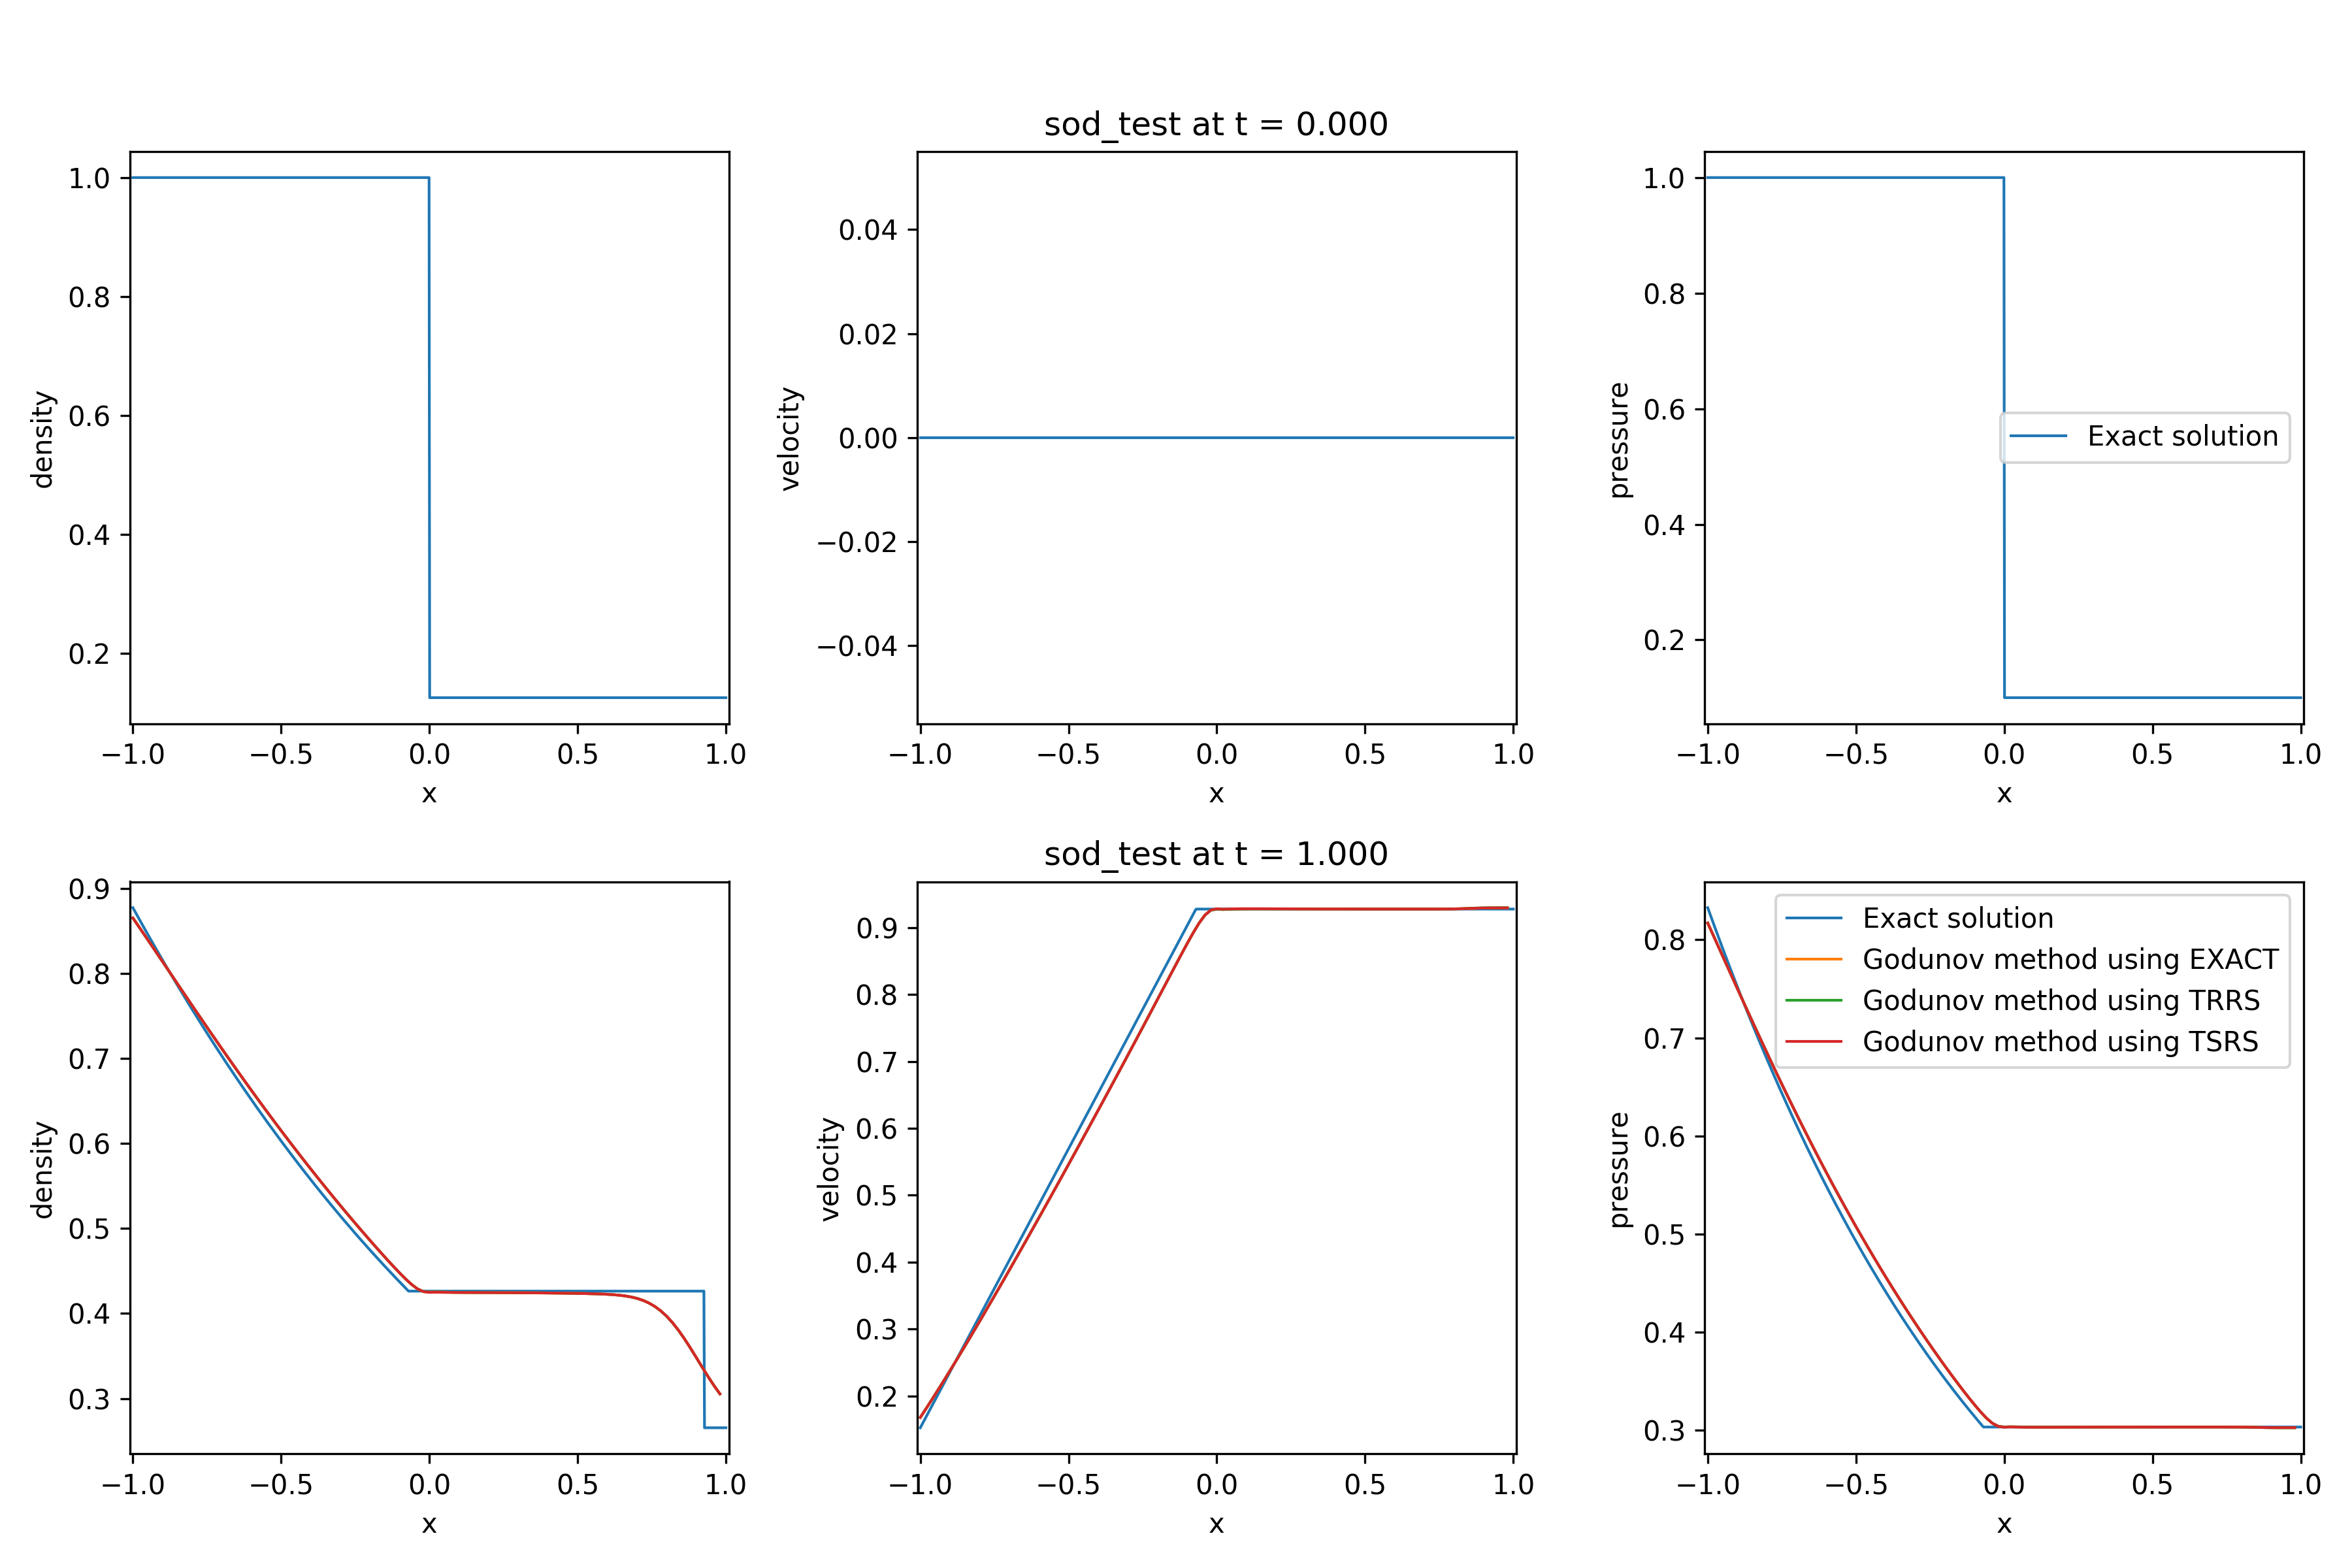 sod_test at t = 0.000
density
1.0
0.8
0.6
0.4
0.2
−1.0 −0.5 0.0 0.5 1.0
x
velocity
0.04
0.02
0.00
−0.02
−0.04
−1.0 −0.5 0.0 0.5 1.0
x
pressure
1.0
0.8
0.6
0.4
0.2
Exact solution
−1.0 −0.5 0.0 0.5 1.0
x
sod_test at t = 1.000
density
0.9
0.8
0.7
0.6
0.5
0.4
0.3
−1.0 −0.5 0.0 0.5 1.0
x
velocity
0.9
0.8
0.7
0.6
0.5
0.4
0.3
0.2
−1.0 −0.5 0.0 0.5 1.0
x
pressure
0.8
0.7
0.6
0.5
0.4
0.3
Exact solution
Godunov method using EXACT
Godunov method using TRRS
Godunov method using TSRS
−1.0 −0.5 0.0 0.5 1.0
x